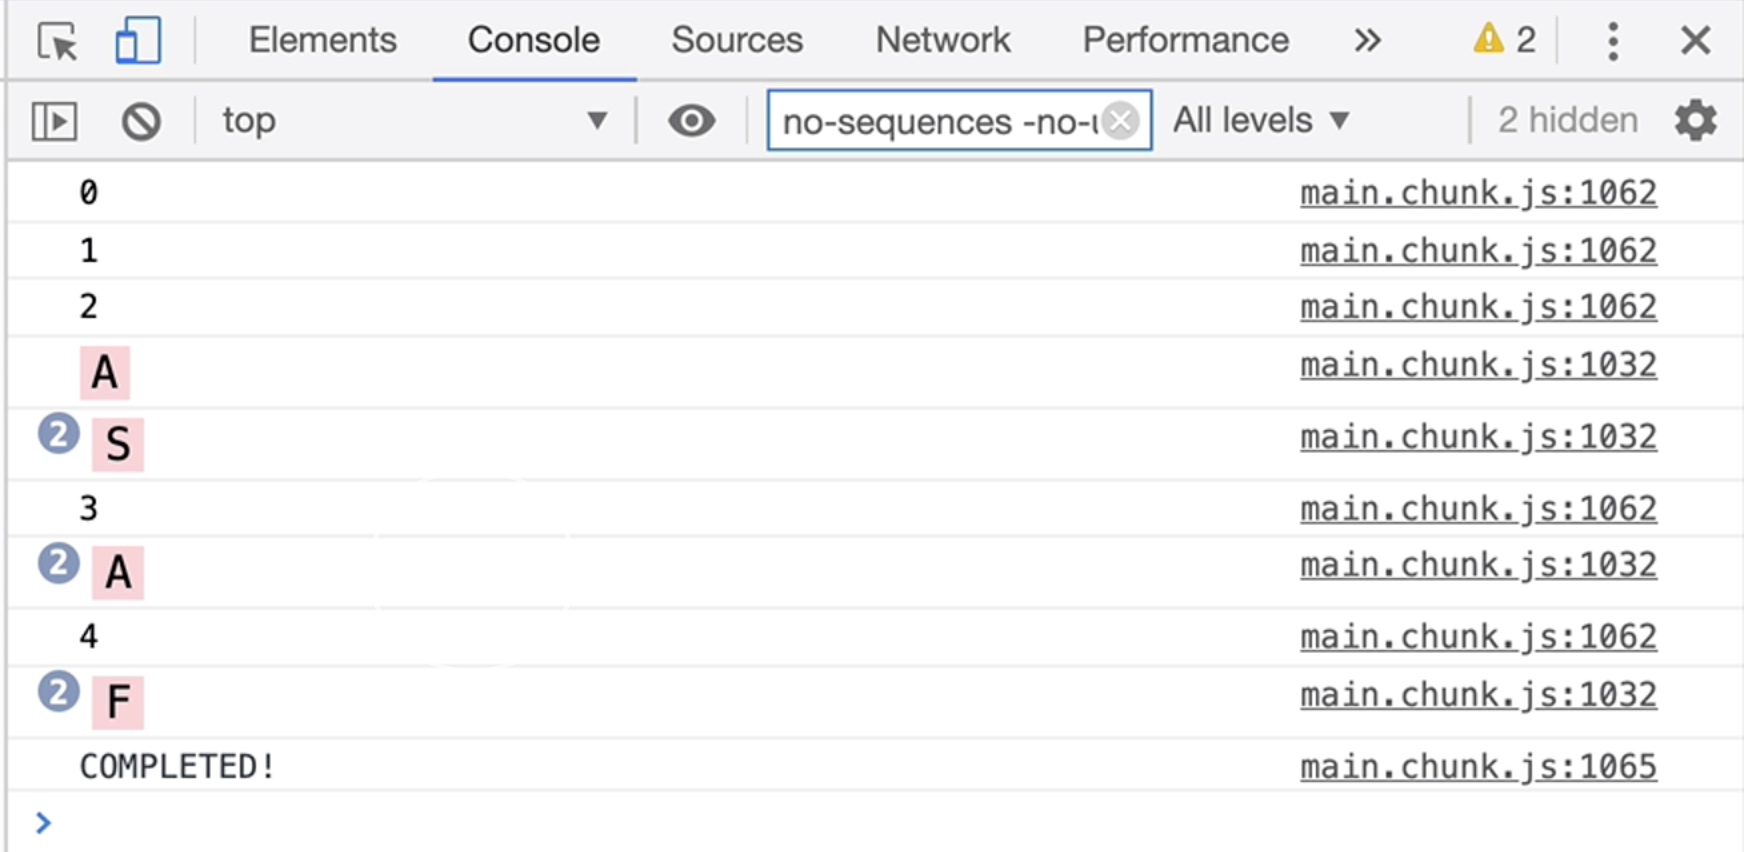 Elements Console Sources Network Performance 2
top no-sequences -no- All levels 2 hidden
0 main.chunk.js:1062
1 main.chunk.js:1062
2 main.chunk.js:1062
A main.chunk.js:1032
2 S main.chunk.js:1032
3 main.chunk.js:1062
2 A main.chunk.js:1032
4 main.chunk.js:1062
2 F main.chunk.js:1032
COMPLETED! main.chunk.js:1065